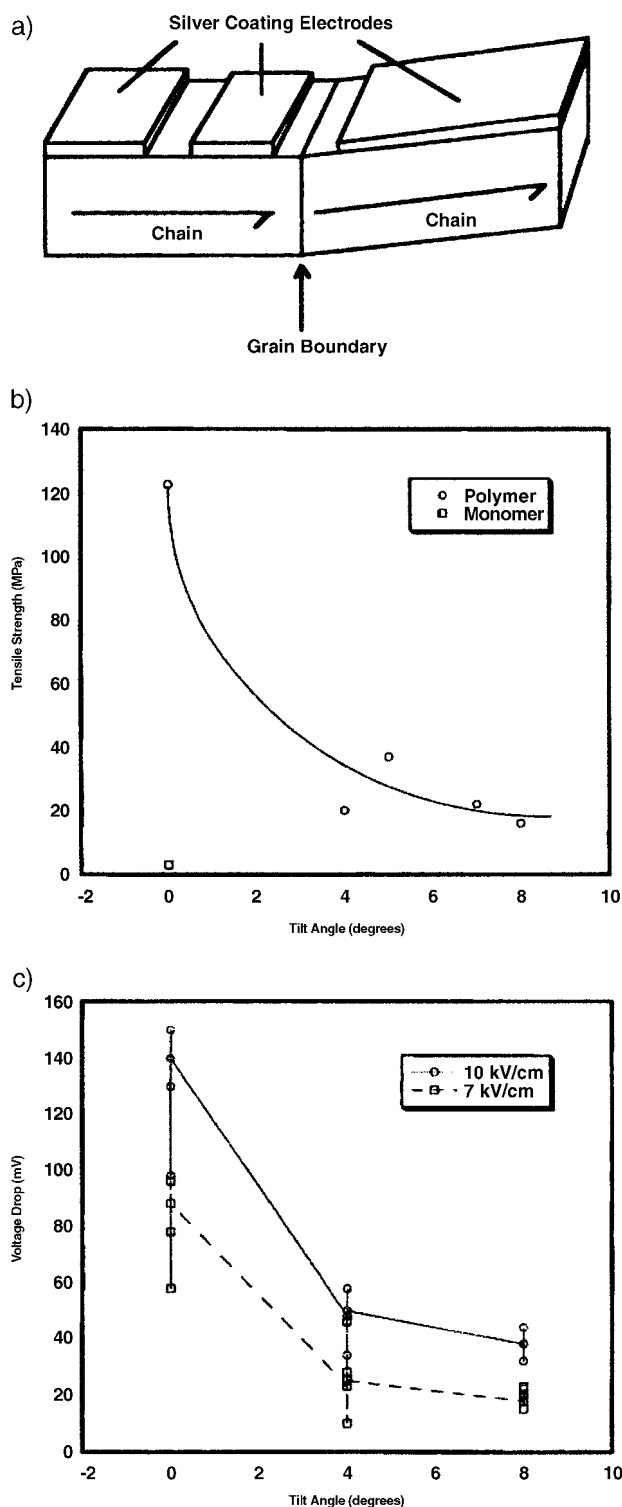 a)
Silver Coating Electrodes
Chain
Chain
Grain Boundary
b)
140
120
100
80
60
40
20
0
Tensile Strength (MPa)
Polymer
Monomer
-2 0 2 4 6 8 10
Tilt Angle (degrees)
c)
160
140
120
100
80
60
40
20
0
Voltage Drop (mV)
10 kV/cm
7 kV/cm
-2 0 2 4 6 8 10
Tilt Angle (degrees)